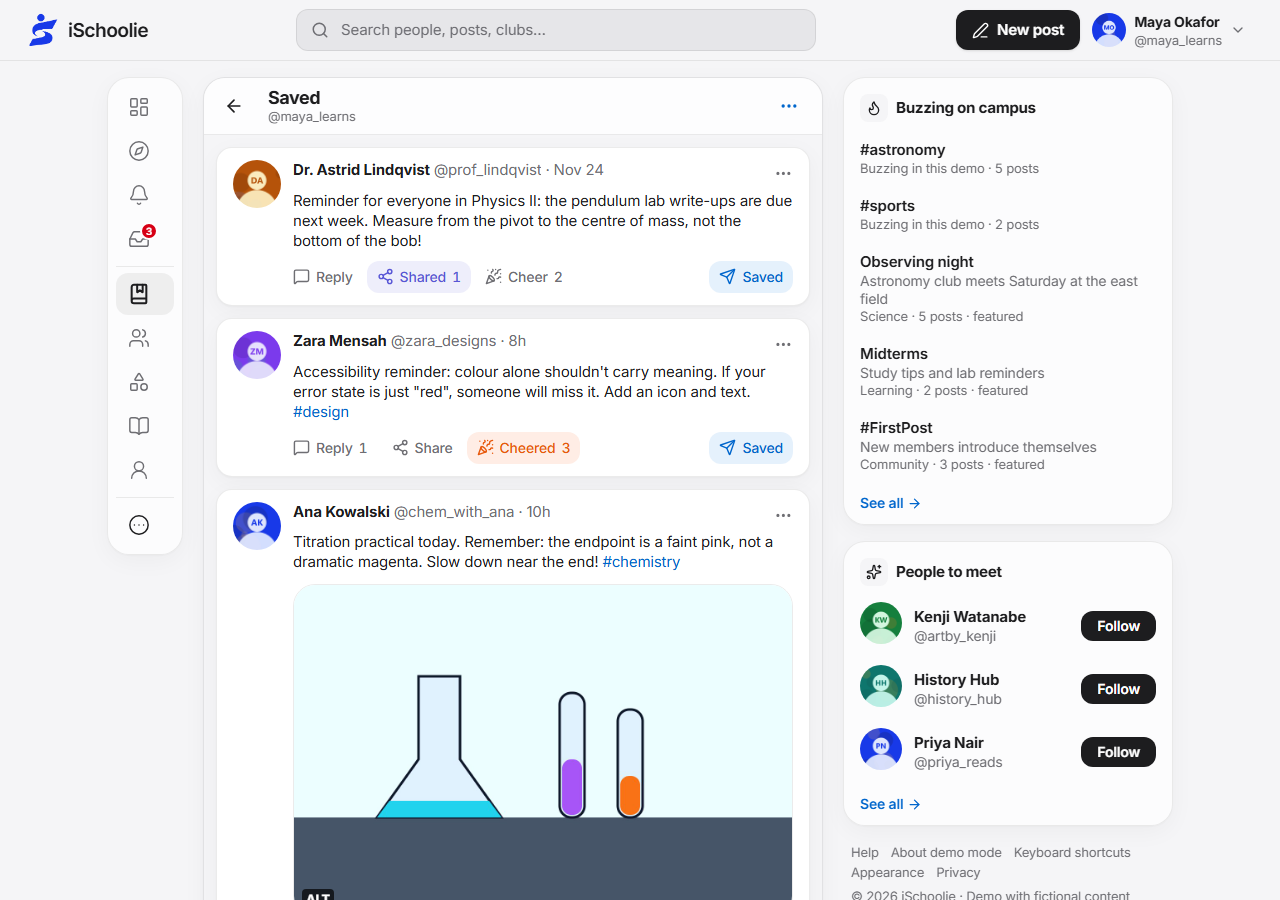 iSchoolie
Search people, posts, clubs...
New post
MO
Maya Okafor
@maya_learns
3
Saved
@maya_learns
DA
Dr. Astrid Lindqvist @prof_lindqvist · Nov 24
Reminder for everyone in Physics II: the pendulum lab write-ups are due
next week. Measure from the pivot to the centre of mass, not the
bottom of the bob!
Reply
Shared 1
Cheer 2
Saved
ZM
Zara Mensah @zara_designs · 8h
Accessibility reminder: colour alone shouldn't carry meaning. If your
error state is just "red", someone will miss it. Add an icon and text.
#design
Reply 1
Share
Cheered 3
Saved
AK
Ana Kowalski @chem_with_ana · 10h
Titration practical today. Remember: the endpoint is a faint pink, not a
dramatic magenta. Slow down near the end! #chemistry
ALT
Buzzing on campus
#astronomy
Buzzing in this demo · 5 posts
#sports
Buzzing in this demo · 2 posts
Observing night
Astronomy club meets Saturday at the east
field
Science · 5 posts · featured
Midterms
Study tips and lab reminders
Learning · 2 posts · featured
#FirstPost
New members introduce themselves
Community · 3 posts · featured
See all →
People to meet
KW
Kenji Watanabe
@artby_kenji
Follow
HH
History Hub
@history_hub
Follow
PN
Priya Nair
@priya_reads
Follow
See all →
Help About demo mode Keyboard shortcuts
Appearance Privacy
© 2026 iSchoolie · Demo with fictional content